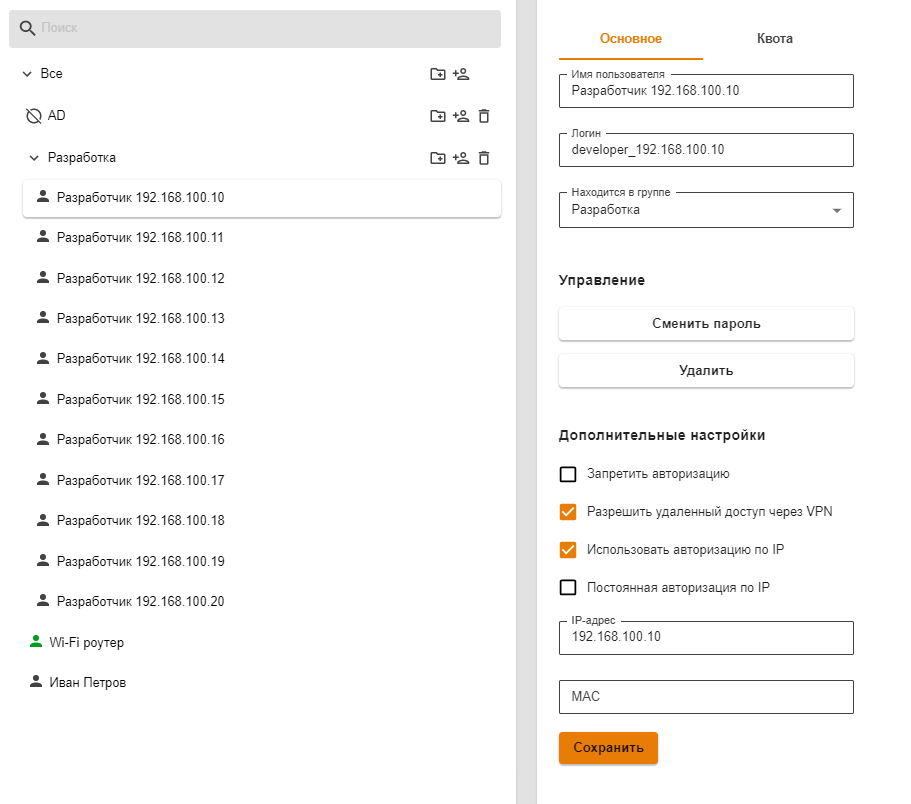 Поиск
Все
AD
Разработка
Разработчик 192.168.100.10
Разработчик 192.168.100.11
Разработчик 192.168.100.12
Разработчик 192.168.100.13
Разработчик 192.168.100.14
Разработчик 192.168.100.15
Разработчик 192.168.100.16
Разработчик 192.168.100.17
Разработчик 192.168.100.18
Разработчик 192.168.100.19
Разработчик 192.168.100.20
Wi-Fi роутер
Иван Петров
Основное Квота
Имя пользователя
Разработчик 192.168.100.10
Логин
developer_192.168.100.10
Находится в группе
Разработка
Управление
Сменить пароль
Удалить
Дополнительные настройки
Запретить авторизацию
Разрешить удаленный доступ через VPN
Использовать авторизацию по IP
Постоянная авторизация по IP
IP-адрес
192.168.100.10
MAC
Сохранить